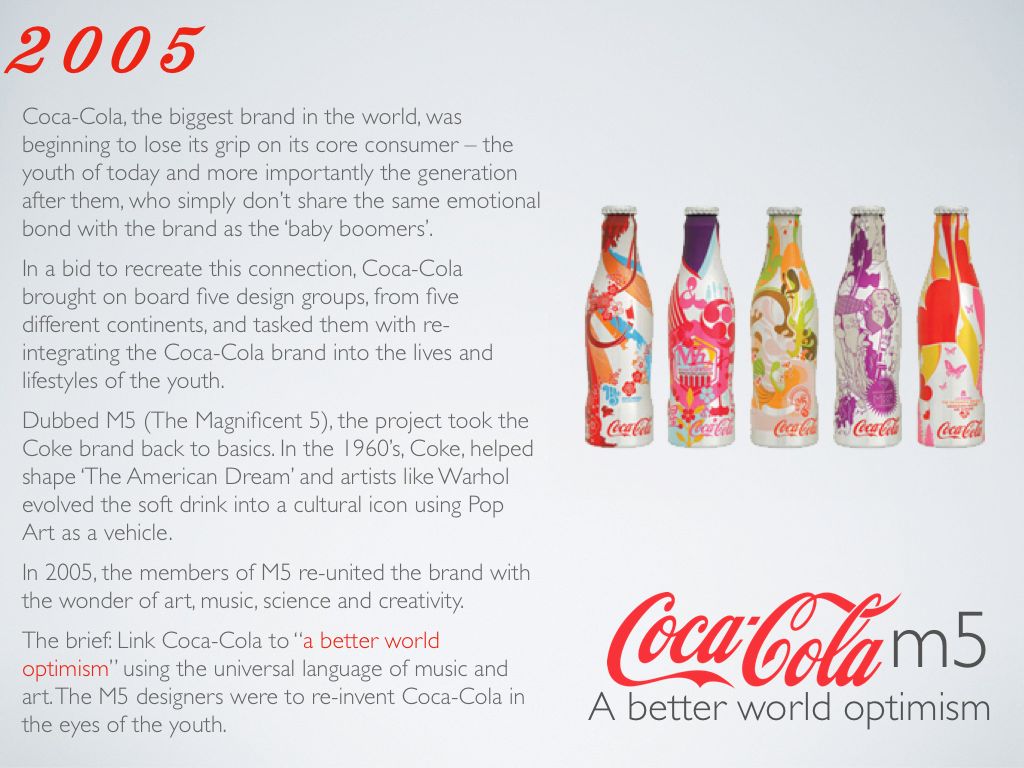 2005
Coca-Cola, the biggest brand in the world, was
beginning to lose its grip on its core consumer – the
youth of today and more importantly the generation
after them, who simply don’t share the same emotional
bond with the brand as the ‘baby boomers’.
In a bid to recreate this connection, Coca-Cola
brought on board five design groups, from five
different continents, and tasked them with re-
integrating the Coca-Cola brand into the lives and
lifestyles of the youth.
Dubbed M5 (The Magnificent 5), the project took the
Coke brand back to basics. In the 1960’s, Coke, helped
shape ‘The American Dream’ and artists like Warhol
evolved the soft drink into a cultural icon using Pop
Art as a vehicle.
In 2005, the members of M5 re-united the brand with
the wonder of art, music, science and creativity.
The brief: Link Coca-Cola to “a better world
optimism” using the universal language of music and
art. The M5 designers were to re-invent Coca-Cola in
the eyes of the youth.
M5
Coca-Cola
Coca-Cola
Coca-Cola
Coca-Cola
Coca-Cola
Coca-Cola m5
A better world optimism